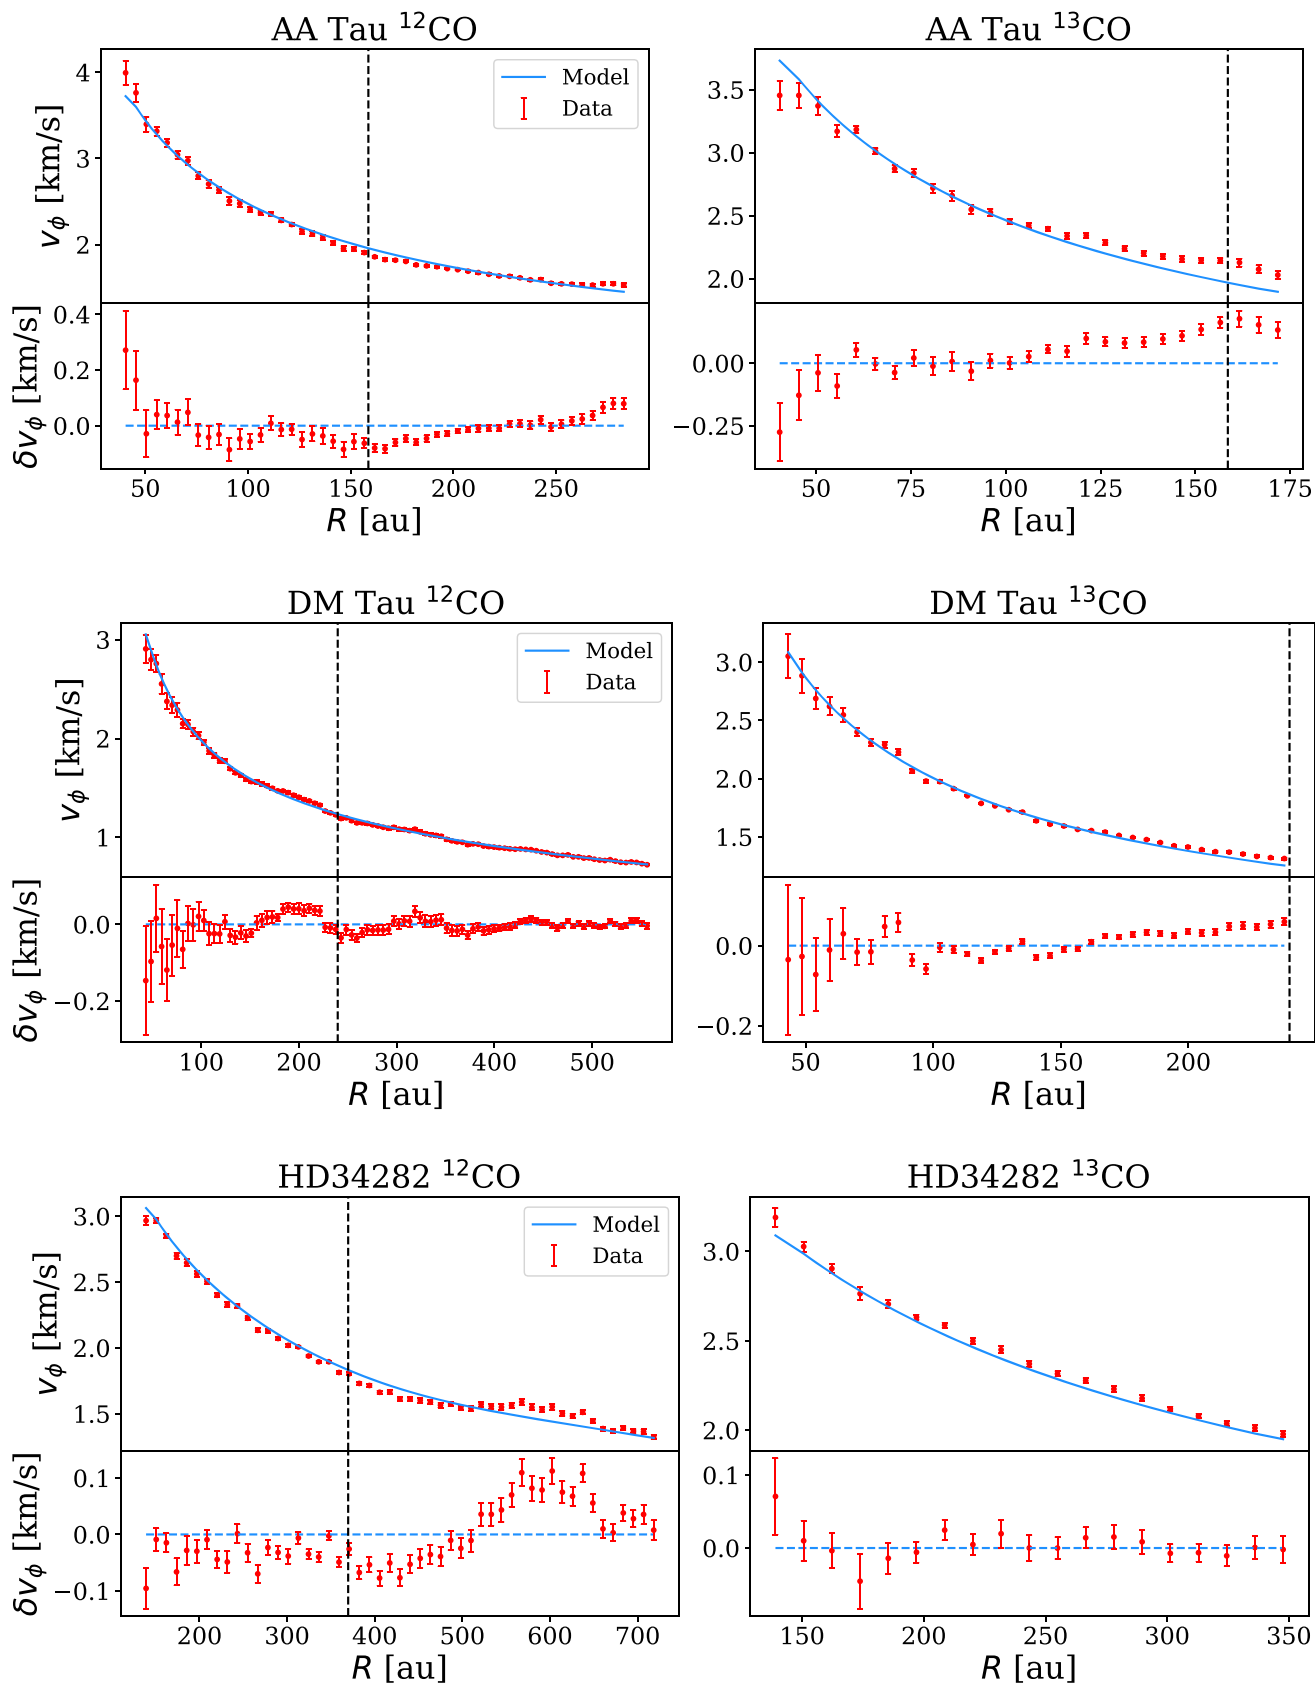 AA Tau ¹²CO
AA Tau ¹³CO
Model
Data
4
3
2
vϕ [km/s]
0.4
0.2
0.0
δvϕ [km/s]
50 100 150 200 250
R [au]
3.5
3.0
2.5
2.0
0.00
−0.25
50 75 100 125 150 175
R [au]
DM Tau ¹²CO
DM Tau ¹³CO
Model
Data
3
2
1
vϕ [km/s]
0.0
−0.2
δvϕ [km/s]
100 200 300 400 500
R [au]
3.0
2.5
2.0
1.5
0.0
−0.2
50 100 150 200
R [au]
HD34282 ¹²CO
HD34282 ¹³CO
Model
Data
3.0
2.5
2.0
1.5
vϕ [km/s]
0.1
0.0
−0.1
δvϕ [km/s]
200 300 400 500 600 700
R [au]
3.0
2.5
2.0
0.1
0.0
150 200 250 300 350
R [au]